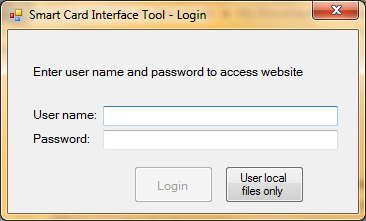 Smart Card Interface Tool - Login
Enter user name and password to access website
User name:
Password:
Login
User local
files only